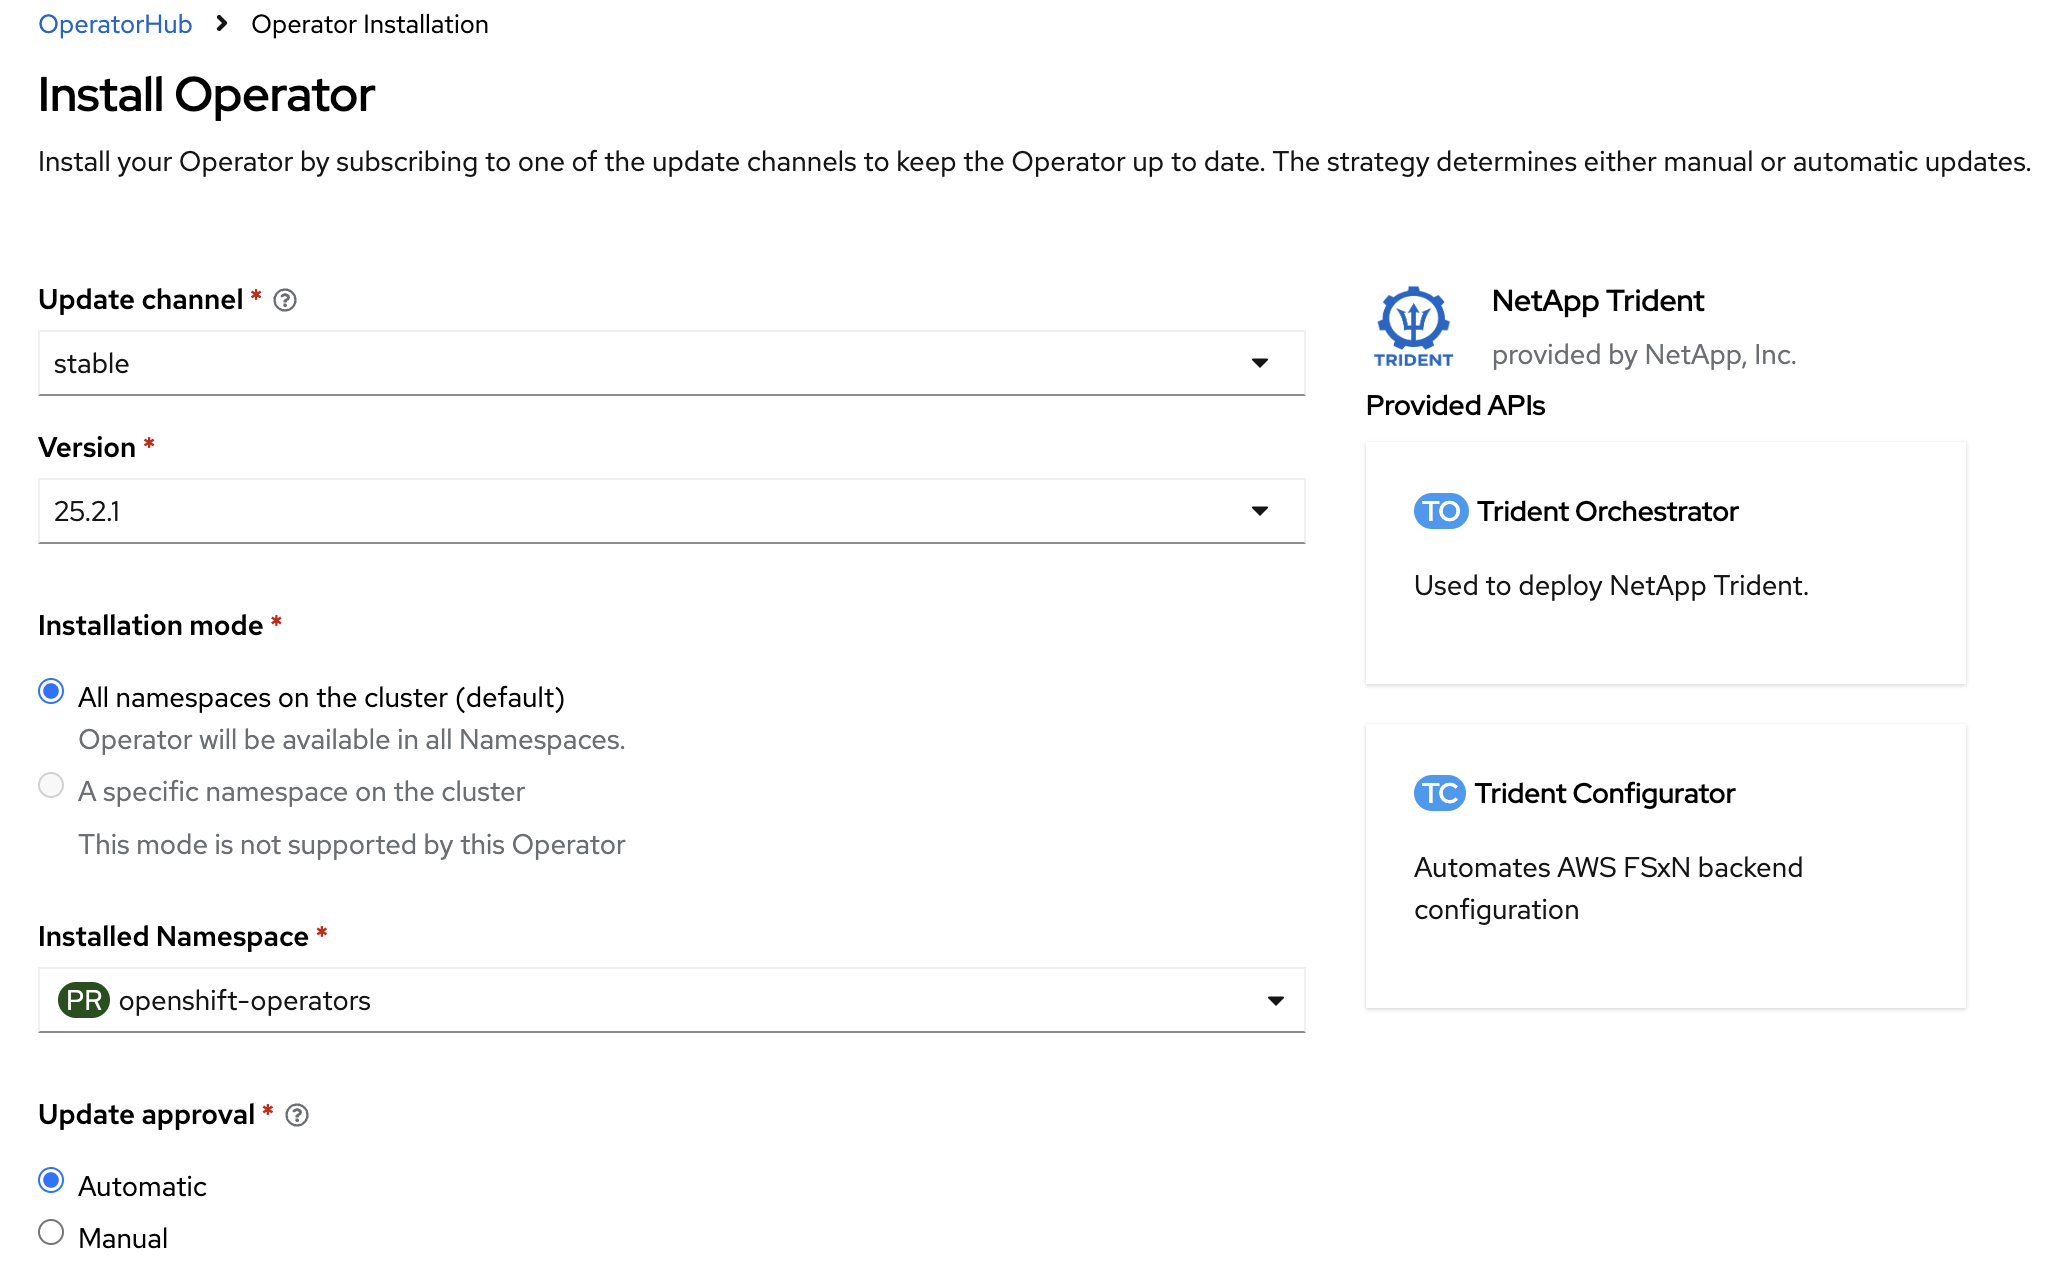 OperatorHub > Operator Installation
Install Operator
Install your Operator by subscribing to one of the update channels to keep the Operator up to date. The strategy determines either manual or automatic updates.
Update channel *
stable
Version *
25.2.1
Installation mode *
All namespaces on the cluster (default)
Operator will be available in all Namespaces.
A specific namespace on the cluster
This mode is not supported by this Operator
Installed Namespace *
PR openshift-operators
Update approval *
Automatic
Manual
TRIDENT
NetApp Trident
provided by NetApp, Inc.
Provided APIs
TO Trident Orchestrator
Used to deploy NetApp Trident.
TC Trident Configurator
Automates AWS FSxN backend
configuration